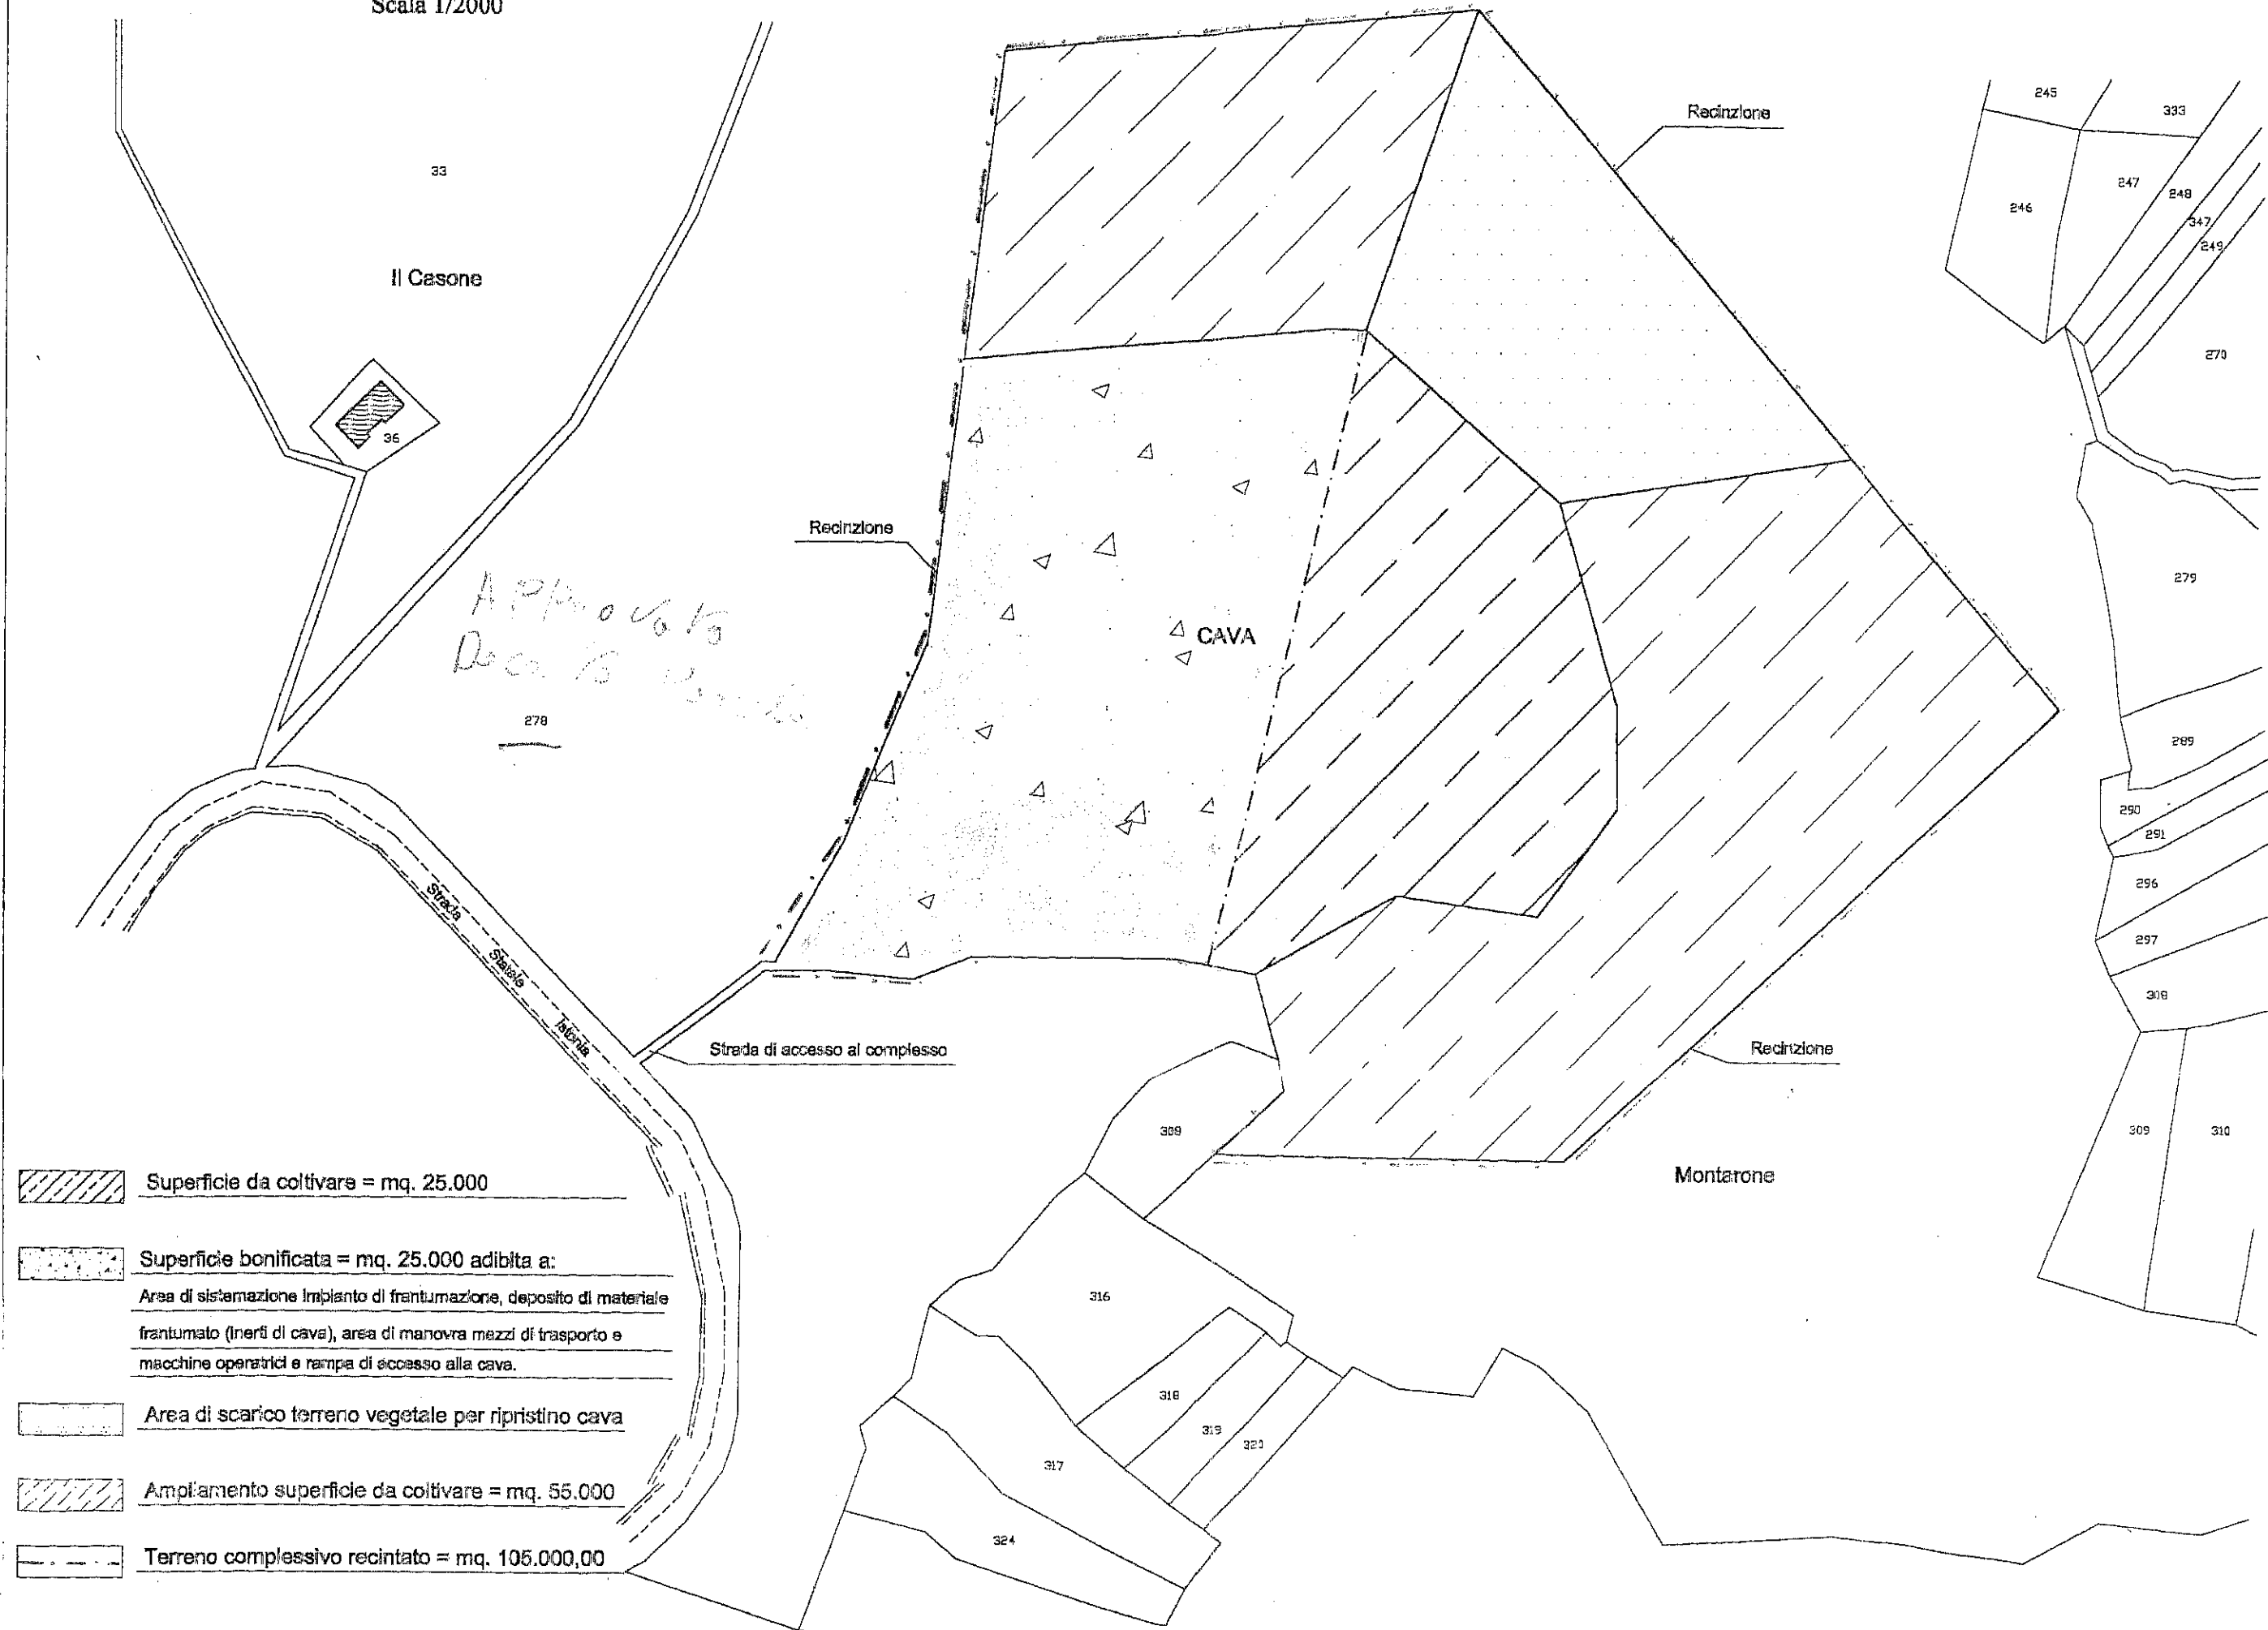 Scala 1/2000
33
Il Casone
36
278
Recinzione
Recinzione
CAVA
Strada Statale Istonia
Strada di accesso al complesso
Recinzione
Montarone
245
333
246
247
248
347
249
270
279
289
290
291
296
297
308
309
310
309
316
318
319
320
317
324
Superficie da coltivare = mq. 25.000
Superficie bonificata = mq. 25.000 adibita a:
Area di sistemazione impianto di frantumazione, deposito di materiale
frantumato (inerti di cava), area di manovra mezzi di trasporto e
macchine operatrici e rampa di accesso alla cava.
Area di scarico terreno vegetale per ripristino cava
Ampliamento superficie da coltivare = mq. 55.000
Terreno complessivo recintato = mq. 105.000,00